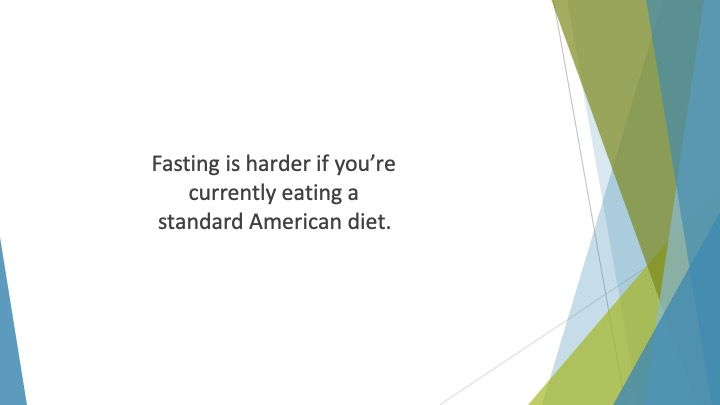 Fasting is harder if you’re
currently eating a
standard American diet.